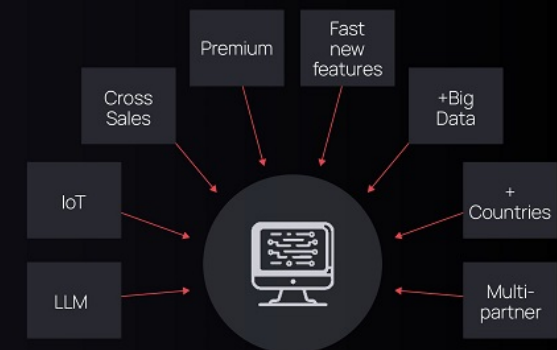 Premium
Fast
new
features
Cross
Sales
+Big
Data
IoT
+
Countries
LLM
Multi-
partner